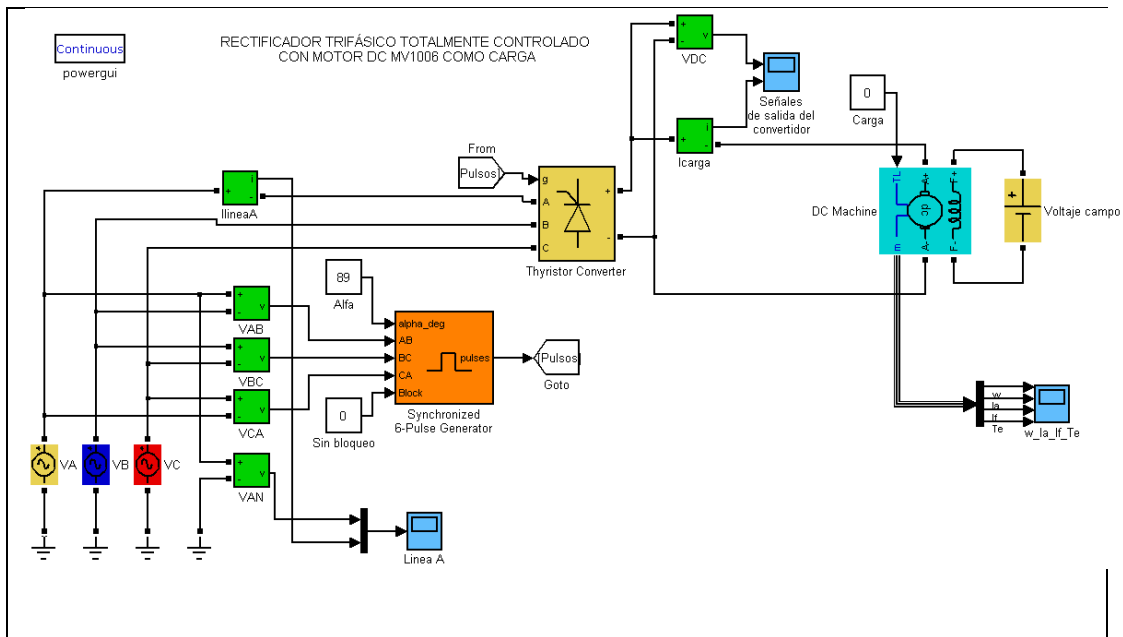 Continuous
powergui
RECTIFICADOR TRIFÁSICO TOTALMENTE CONTROLADO
CON MOTOR DC MV1006 COMO CARGA
+
-
v
VDC
Señales
de salida del
convertidor
0
Carga
+
i
-
Icarga
From
Pulsos
g
A
B
C
+
-
Thyristor Converter
+
i
-
IlineaA
DC Machine
TL
m
A+
A-
dc
F+
F-
+
Voltaje campo
89
Alfa
+
-
v
VAB
+
-
v
VBC
+
-
v
VCA
alpha_deg
AB
BC
CA
Block
pulses
Synchronized
6-Pulse Generator
[Pulsos]
Goto
0
Sin bloqueo
VA
VB
VC
+
-
v
VAN
Linea A
w
Ia
If
Te
w_Ia_If_Te